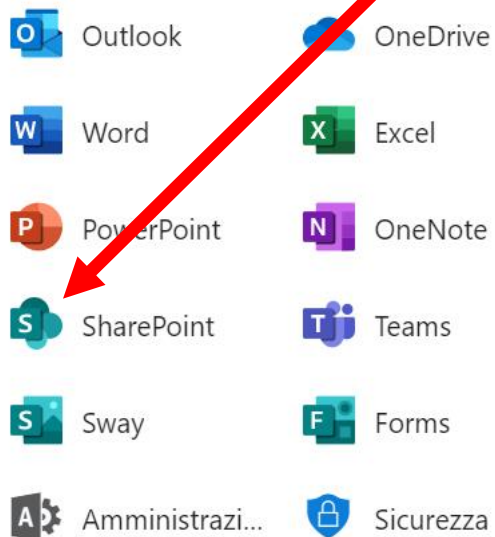 Outlook OneDrive
Word Excel
PowerPoint OneNote
SharePoint Teams
Sway Forms
Amministrazi... Sicurezza